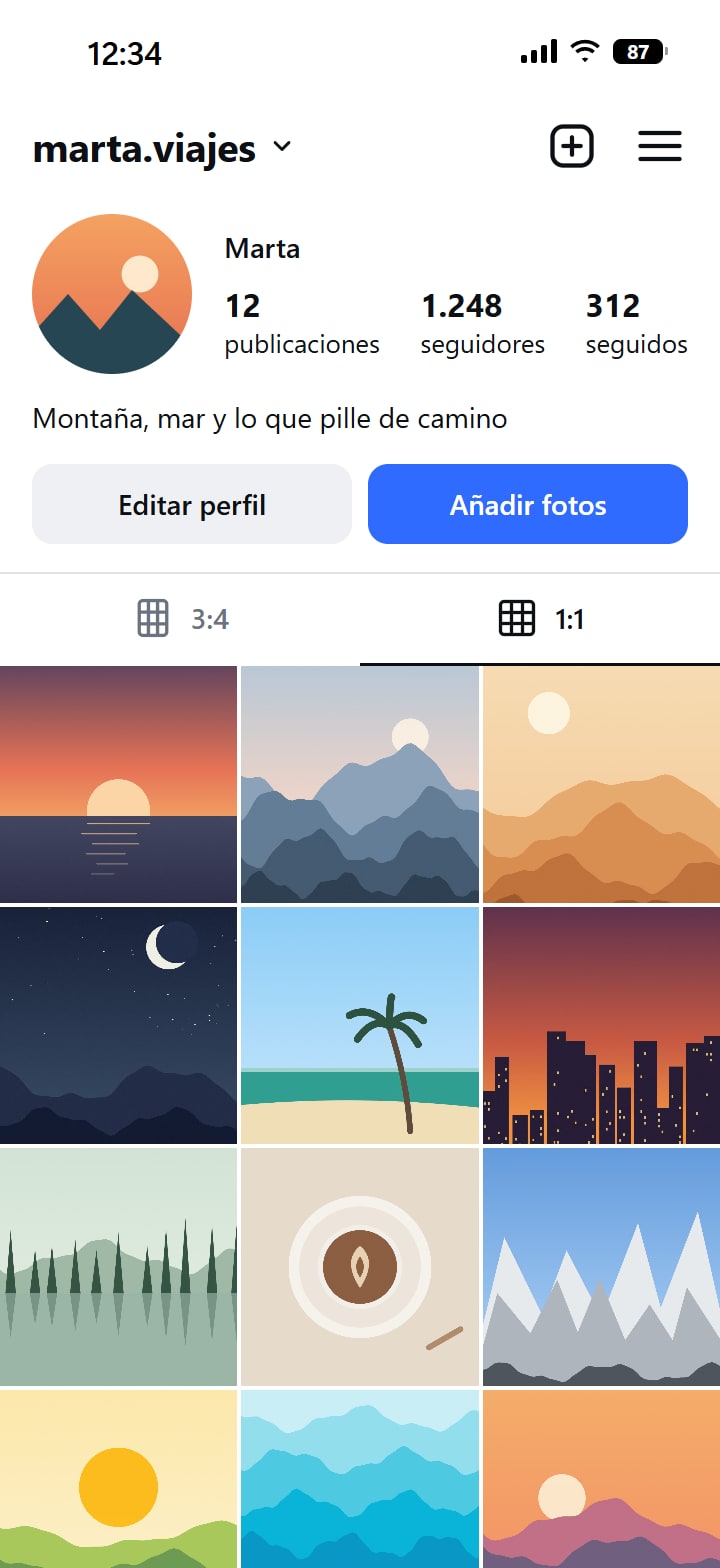 12:34
87
marta.viajes
Marta
12 1.248 312
publicaciones seguidores seguidos
Montaña, mar y lo que pille de camino
Editar perfil Añadir fotos
3:4 1:1